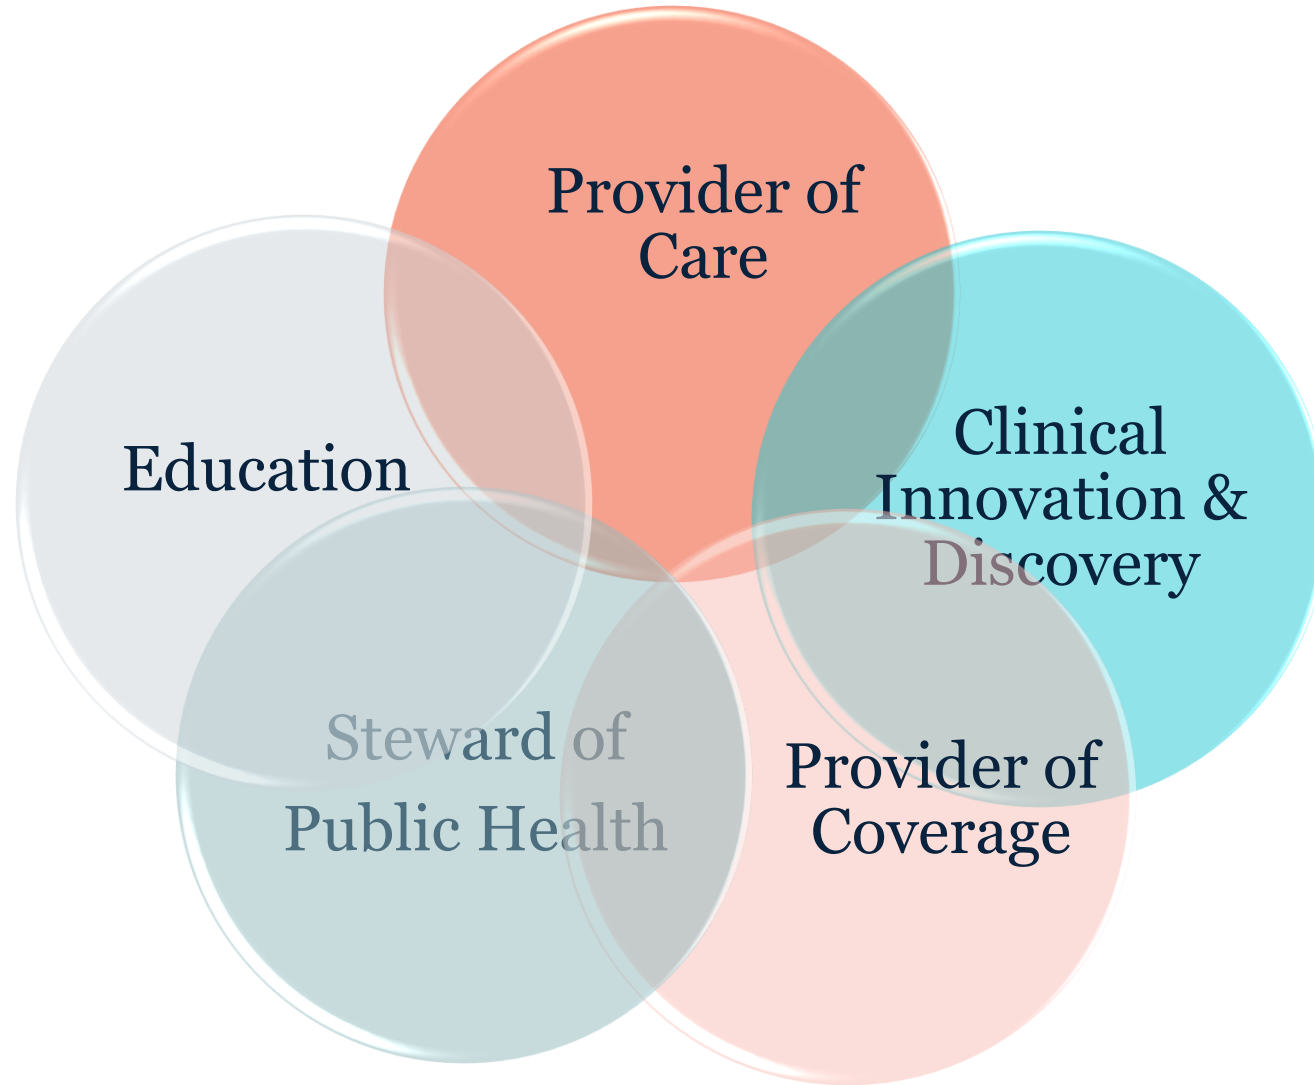 Provider of
Care
Education
Clinical
Innovation &
Discovery
Steward of
Public Health
Provider of
Coverage